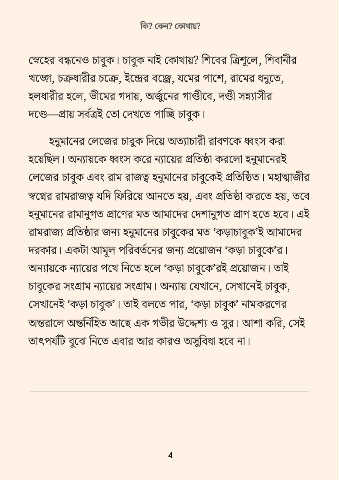 কি? কেন? কোথায়?
স্নেহের বন্ধনেও চাবুক। চাবুক নাই কোথায়? শিবের ত্রিশূলে, শিবানীর
খড়্গে, চক্রধারীর চক্রে, ইন্দ্রের বজ্রে, যমের পাশে, রামের ধনুতে,
হলধারীর হলে, ভীমের গদায়, অর্জুনের গাণ্ডীবে, দণ্ডী সন্ন্যাসীর
দণ্ডে—প্রায় সর্বত্রই তো দেখতে পাচ্ছি চাবুক।
হনুমানের লেজের চাবুক দিয়ে অত্যাচারী রাবণকে ধ্বংস করা
হয়েছিল। অন্যায়কে ধ্বংস করে ন্যায়ের প্রতিষ্ঠা করলো হনুমানেরই
লেজের চাবুক এবং রাম রাজত্ব হনুমানের চাবুকেই প্রতিষ্ঠিত। মহাত্মাজীর
স্বপ্নের রামরাজত্ব যদি ফিরিয়ে আনতে হয়, এবং প্রতিষ্ঠা করতে হয়, তবে
হনুমানের রামানুগত প্রাণের মত আমাদের দেশানুগত প্রাণ হতে হবে। এই
রামরাজ্য প্রতিষ্ঠার জন্য হনুমানের চাবুকের মত ‘কড়াচাবুক’ই আমাদের
দরকার। একটা আমূল পরিবর্তনের জন্য প্রয়োজন ‘কড়া চাবুকে’র।
অন্যায়কে ন্যায়ের পথে নিতে হলে ‘কড়া চাবুকে’রই প্রয়োজন। তাই
চাবুকের সংগ্রাম ন্যায়ের সংগ্রাম। অন্যায় যেখানে, সেখানেই চাবুক,
সেখানেই ‘কড়া চাবুক’। তাই বলতে পার, ‘কড়া চাবুক’ নামকরণের
অন্তরালে অন্তর্নিহিত আছে এক গভীর উদ্দেশ্য ও সুর। আশা করি, সেই
তাৎপর্যটি বুঝে নিতে এবার আর কারও অসুবিধা হবে না।
4